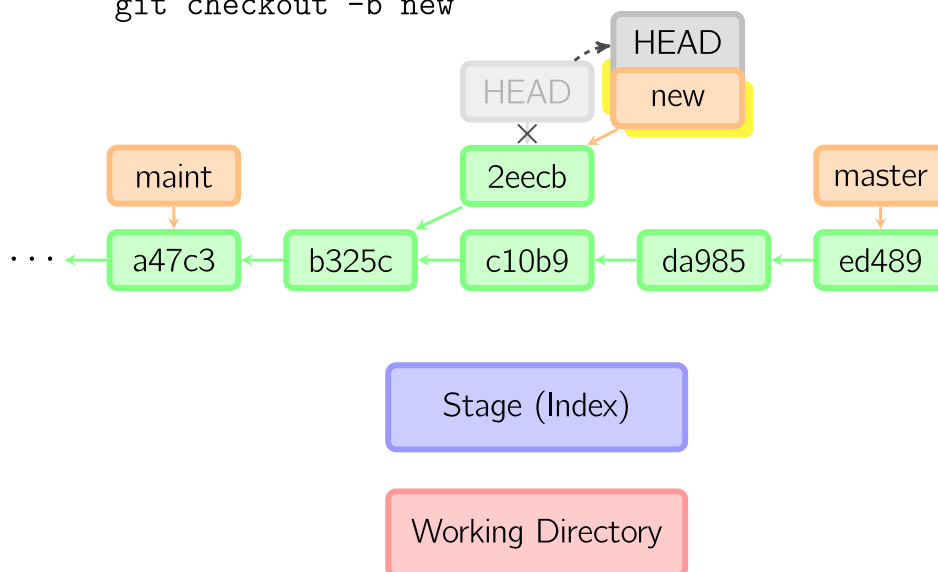 git checkout -b new
HEAD
HEAD
new
maint
2eecb
master
... a47c3 b325c c10b9 da985 ed489
Stage (Index)
Working Directory